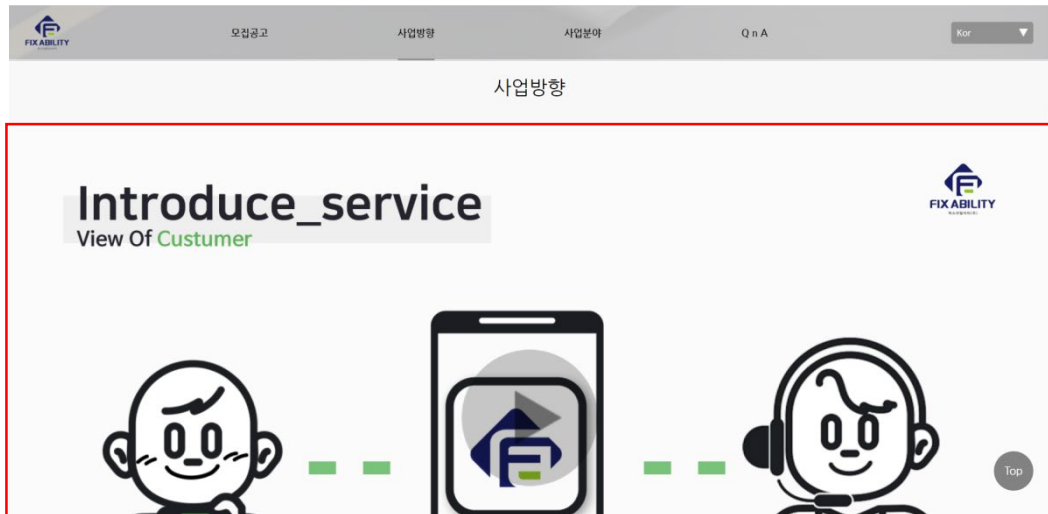 FIX ABILITY
모집공고
사업방향
사업분야
Q n A
Kor
사업방향
Introduce_service
View Of Custumer
FIX ABILITY
Top